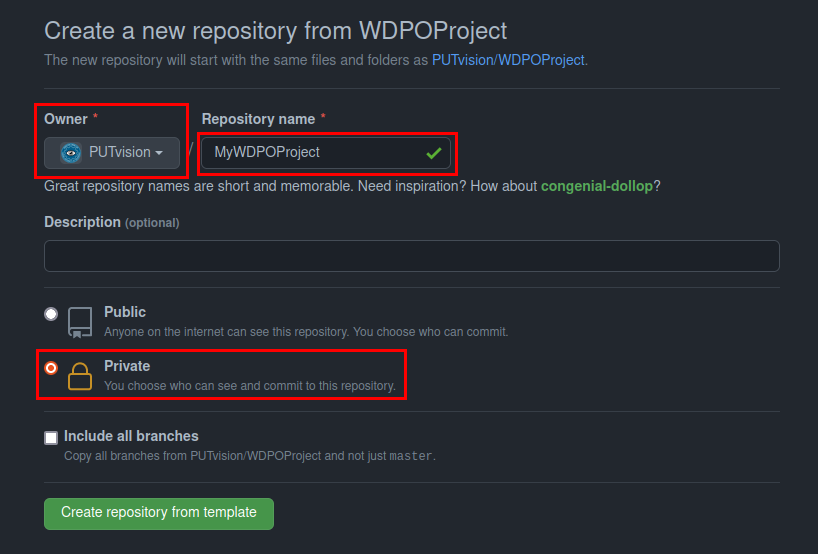 Create a new repository from WDPOProject
The new repository will start with the same files and folders as PUTvision/WDPOProject.
Owner * Repository name *
PUTvision / MyWDPOProject
Great repository names are short and memorable. Need inspiration? How about congenial-dollop?
Description (optional)
Public
Anyone on the internet can see this repository. You choose who can commit.
Private
You choose who can see and commit to this repository.
Include all branches
Copy all branches from PUTvision/WDPOProject and not just master.
Create repository from template